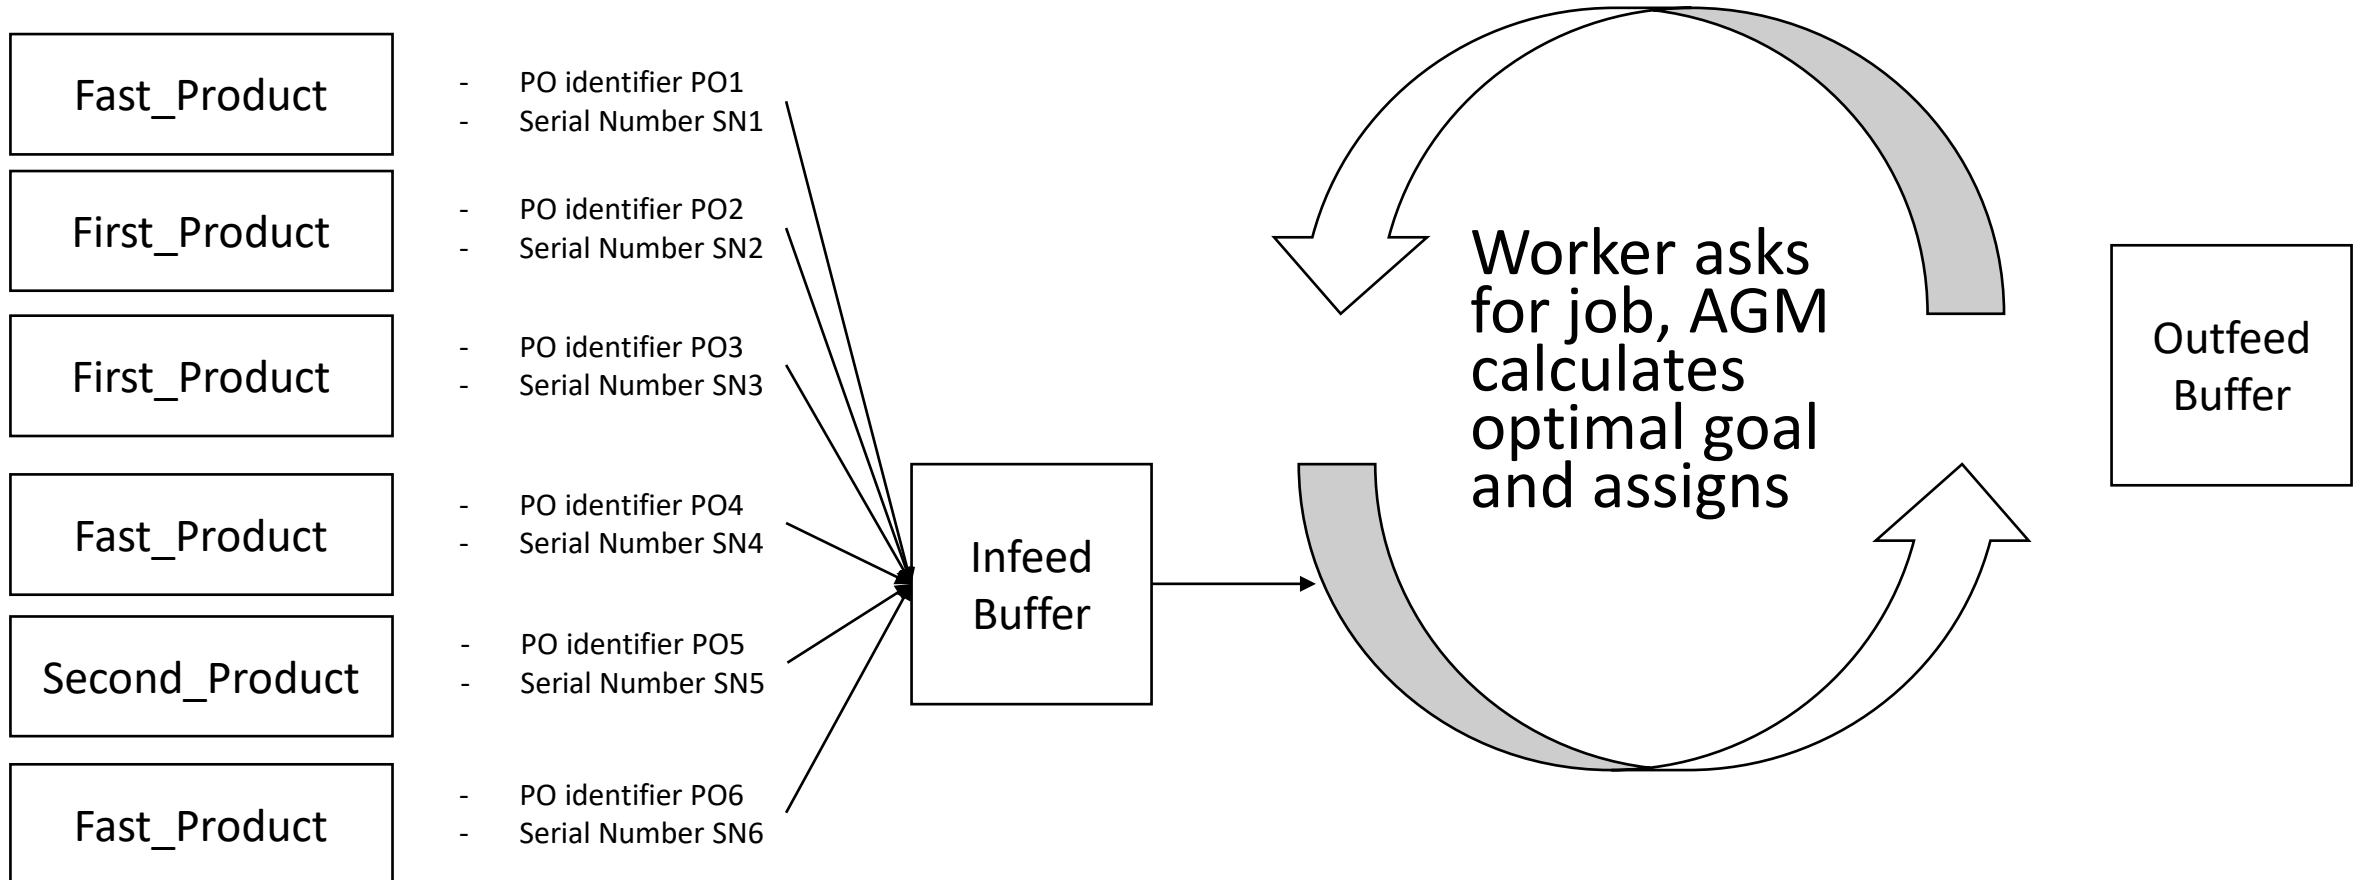 Fast_Product
- PO identifier PO1
- Serial Number SN1
First_Product
- PO identifier PO2
- Serial Number SN2
First_Product
- PO identifier PO3
- Serial Number SN3
Fast_Product
- PO identifier PO4
- Serial Number SN4
Second_Product
- PO identifier PO5
- Serial Number SN5
Fast_Product
- PO identifier PO6
- Serial Number SN6
Infeed
Buffer
Worker asks
for job, AGM
calculates
optimal goal
and assigns
Outfeed
Buffer